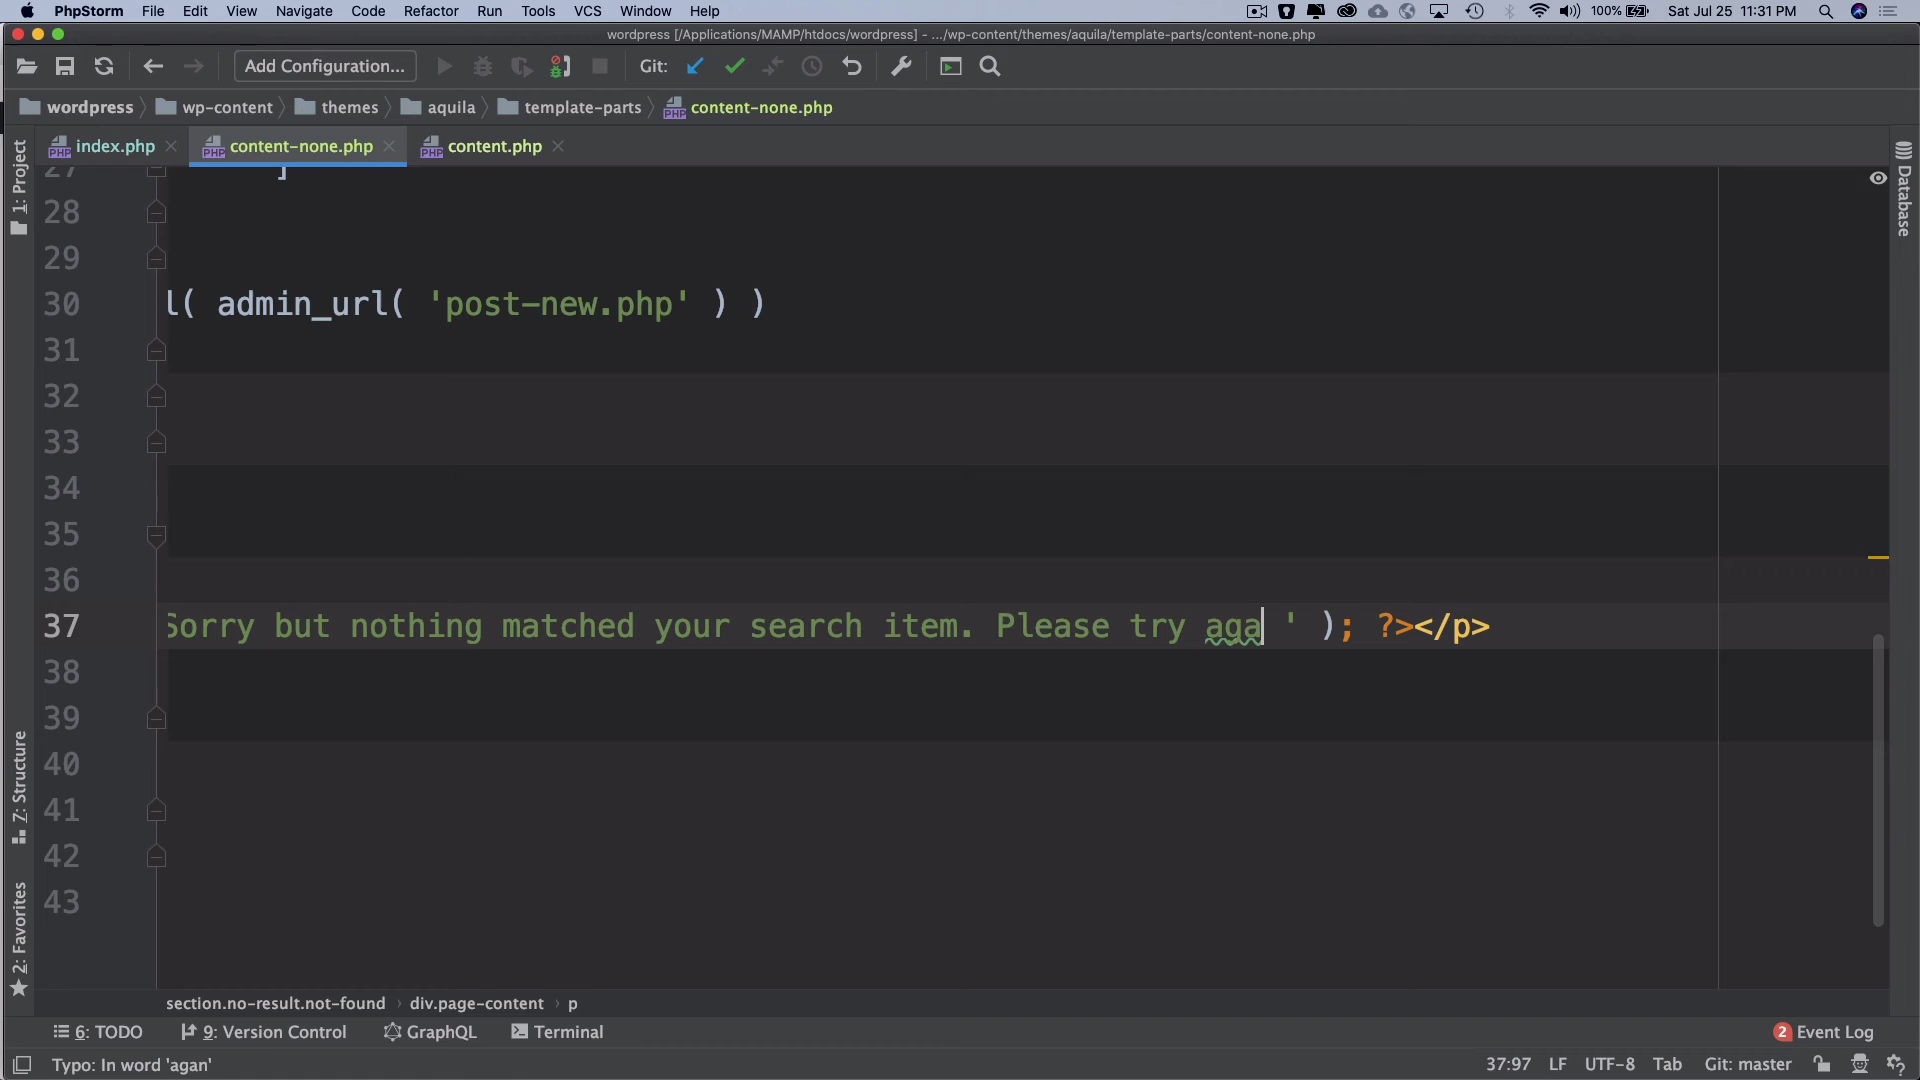 PhpStorm File Edit View Navigate Code Refactor Run Tools VCS Window Help 100% Sat Jul 25 11:31 PM
wordpress [/Applications/MAMP/htdocs/wordpress] - .../wp-content/themes/aquila/template-parts/content-none.php
Add Configuration... Git:
wordpress wp-content themes aquila template-parts content-none.php
index.php content-none.php content.php
1: Project
Database
27 ]
28
29
30 l( admin_url( 'post-new.php' ) )
31
32
33
34
35
36
37 Sorry but nothing matched your search item. Please try aga ' ); ?></p>
38
39
40
41
42
43
Z: Structure
2: Favorites
section.no-result.not-found › div.page-content › p
6: TODO 9: Version Control GraphQL Terminal 2 Event Log
Typo: In word 'agan' 37:97 LF UTF-8 Tab Git: master